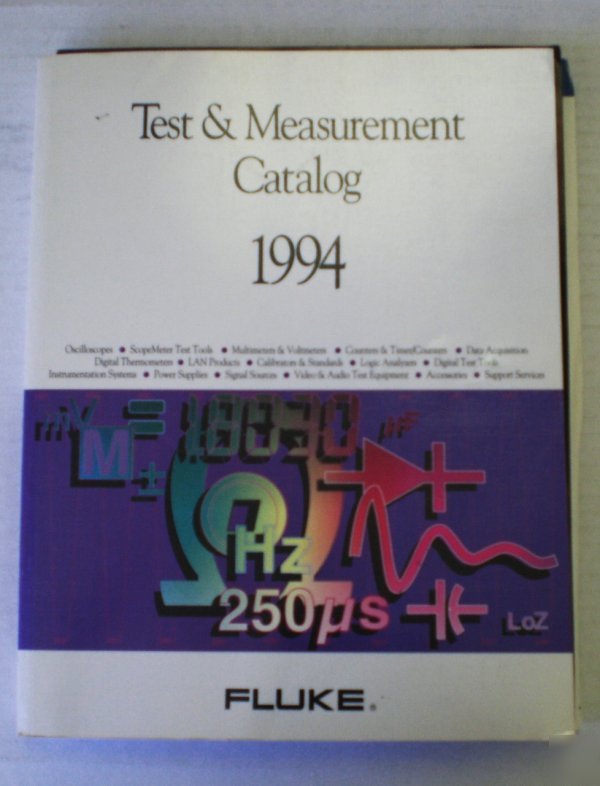 Test & Measurement
Catalog
1994
Oscilloscopes ● ScopeMeter Test Tools ● Multimeters & Voltmeters ● Counters & Timer/Counters ● Data Acquisition
Digital Thermometers ● LAN Products ● Calibrators & Standards ● Logic Analyzers ● Digital Test Tools
Instrumentation Systems ● Power Supplies ● Signal Sources ● Video & Audio Test Equipment ● Accessories ● Support Services
mV
M
±
µF
Ω
Hz
250µs
LoZ
FLUKE®